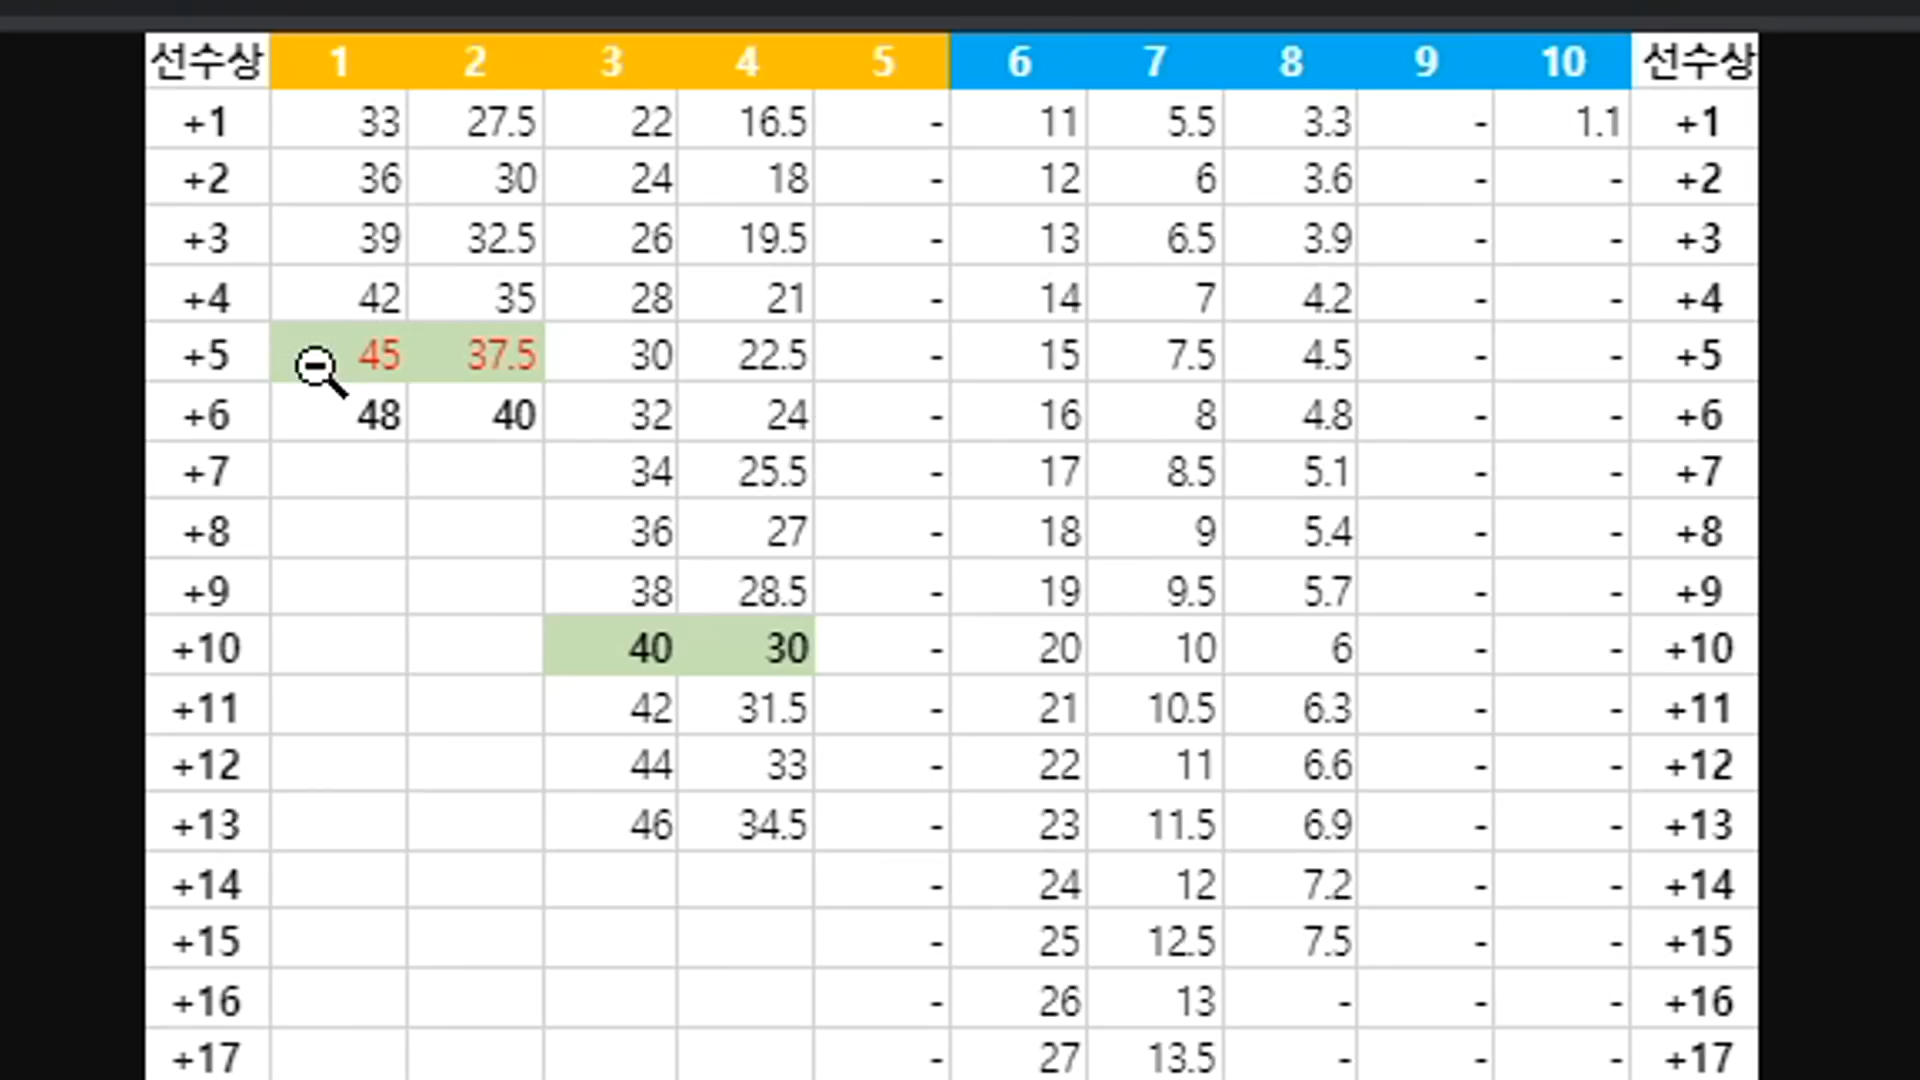 선수상 1 2 3 4 5 6 7 8 9 10 선수상
+1 33 27.5 22 16.5 - 11 5.5 3.3 - 1.1 +1
+2 36 30 24 18 - 12 6 3.6 - - +2
+3 39 32.5 26 19.5 - 13 6.5 3.9 - - +3
+4 42 35 28 21 - 14 7 4.2 - - +4
+5 45 37.5 30 22.5 - 15 7.5 4.5 - - +5
+6 48 40 32 24 - 16 8 4.8 - - +6
+7 34 25.5 - 17 8.5 5.1 - - +7
+8 36 27 - 18 9 5.4 - - +8
+9 38 28.5 - 19 9.5 5.7 - - +9
+10 40 30 - 20 10 6 - - +10
+11 42 31.5 - 21 10.5 6.3 - - +11
+12 44 33 - 22 11 6.6 - - +12
+13 46 34.5 - 23 11.5 6.9 - - +13
+14 - 24 12 7.2 - - +14
+15 - 25 12.5 7.5 - - +15
+16 - 26 13 - - - +16
+17 - 27 13.5 - - - +17